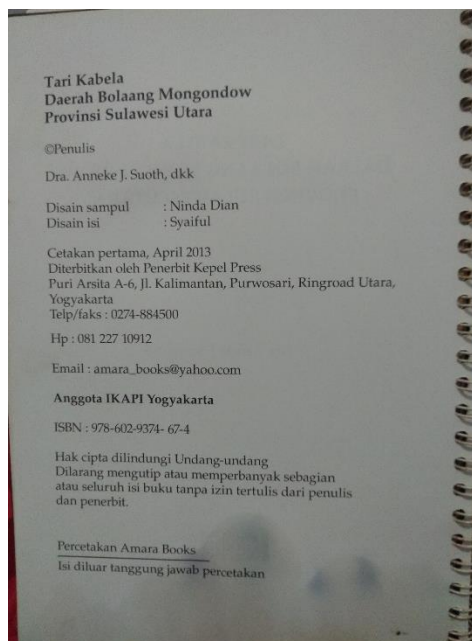 Tari Kabela
Daerah Bolaang Mongondow
Provinsi Sulawesi Utara
©Penulis
Dra. Anneke J. Suoth, dkk
Disain sampul : Ninda Dian
Disain isi : Syaiful
Cetakan pertama, April 2013
Diterbitkan oleh Penerbit Kepel Press
Puri Arsita A-6, Jl. Kalimantan, Purwosari, Ringroad Utara,
Yogyakarta
Telp/faks : 0274-884500
Hp : 081 227 10912
Email : amara_books@yahoo.com
Anggota IKAPI Yogyakarta
ISBN : 978-602-9374- 67-4
Hak cipta dilindungi Undang-undang
Dilarang mengutip atau memperbanyak sebagian
atau seluruh isi buku tanpa izin tertulis dari penulis
dan penerbit.
Percetakan Amara Books
Isi diluar tanggung jawab percetakan